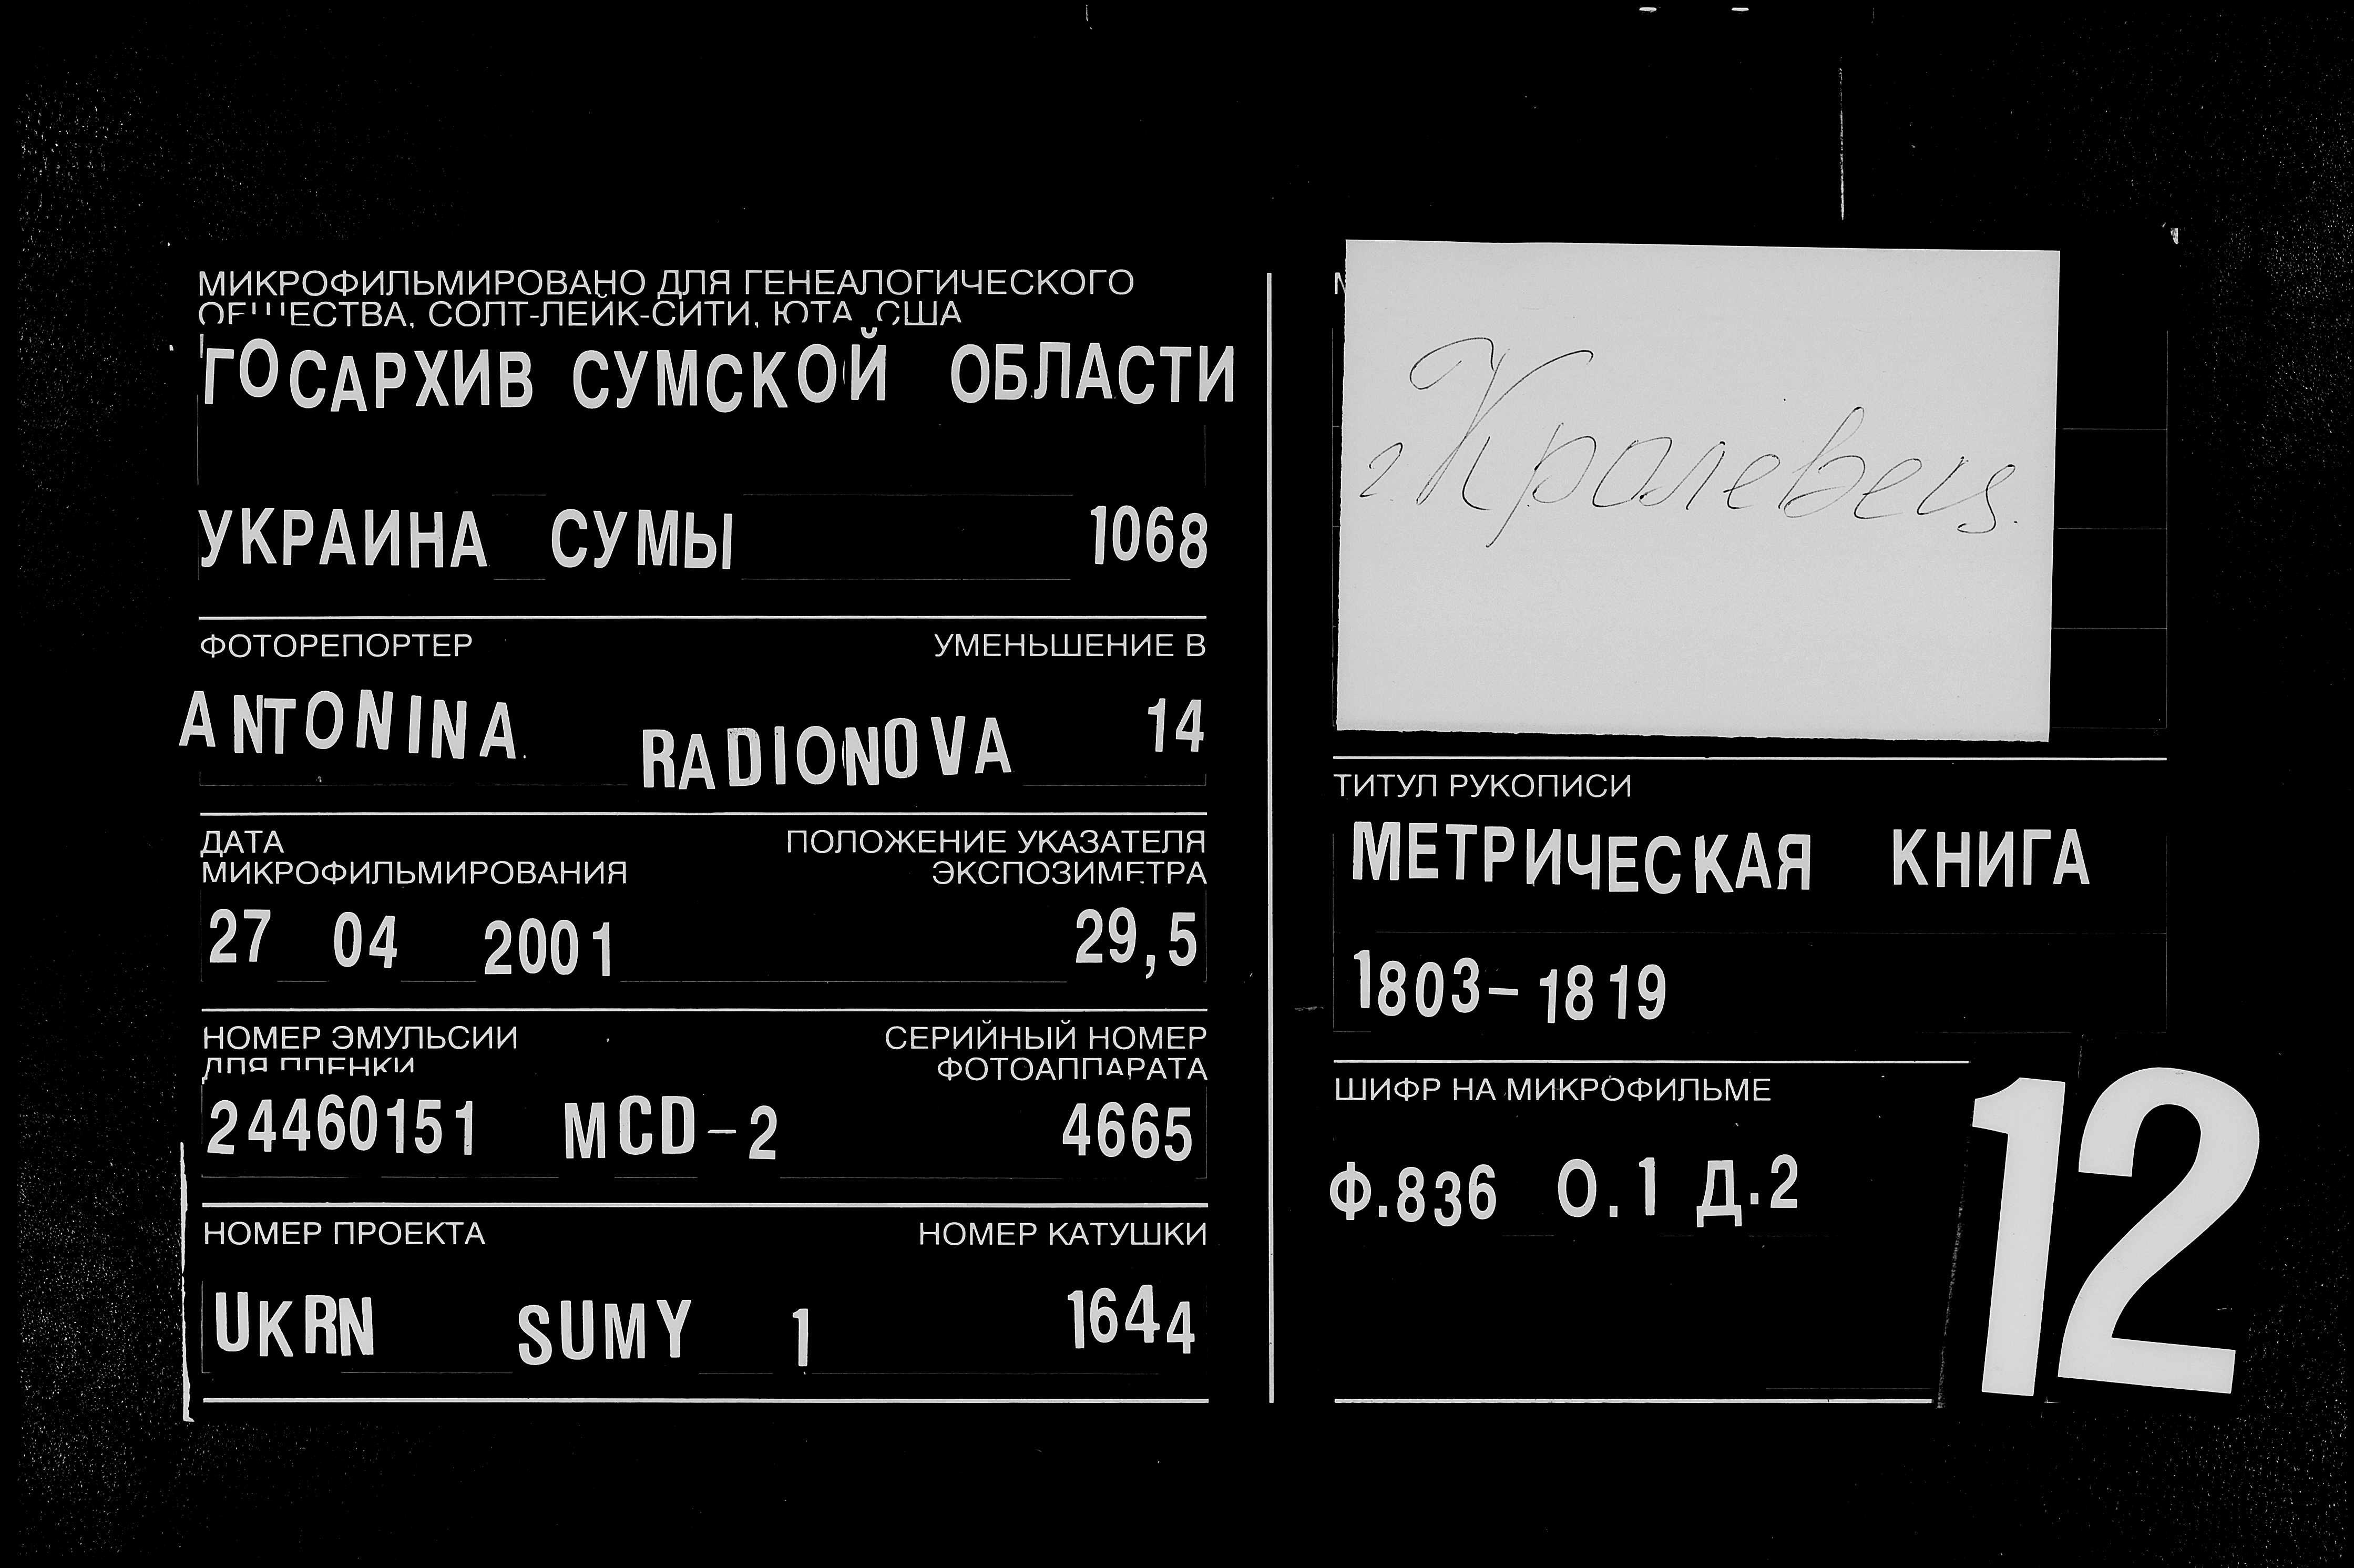 МИКРОФИЛЬМИРОВАНО ДЛЯ ГЕНЕАЛОГИЧЕСКОГО
ОБЩЕСТВА, СОЛТ-ЛЕЙК-СИТИ, ЮТА, США
ГОСАРХИВ СУМСКОЙ ОБЛАСТИ
УКРАИНА СУМЫ 1068
ФОТОРЕПОРТЕР УМЕНЬШЕНИЕ В
ANTONINA RADIONOVA 14
ДАТА ПОЛОЖЕНИЕ УКАЗАТЕЛЯ
МИКРОФИЛЬМИРОВАНИЯ ЭКСПОЗИМЕТРА
27 04 2001 29,5
НОМЕР ЭМУЛЬСИИ СЕРИЙНЫЙ НОМЕР
ДЛЯ ПЛЕНКИ ФОТОАППАРАТА
24460151 MCD-2 4665
НОМЕР ПРОЕКТА НОМЕР КАТУШКИ
UKRN SUMY 1 1644
г Кролевец.
ТИТУЛ РУКОПИСИ
МЕТРИЧЕСКАЯ КНИГА
1803-1819
ШИФР НА МИКРОФИЛЬМЕ
Ф.836 О.1 Д.2
12